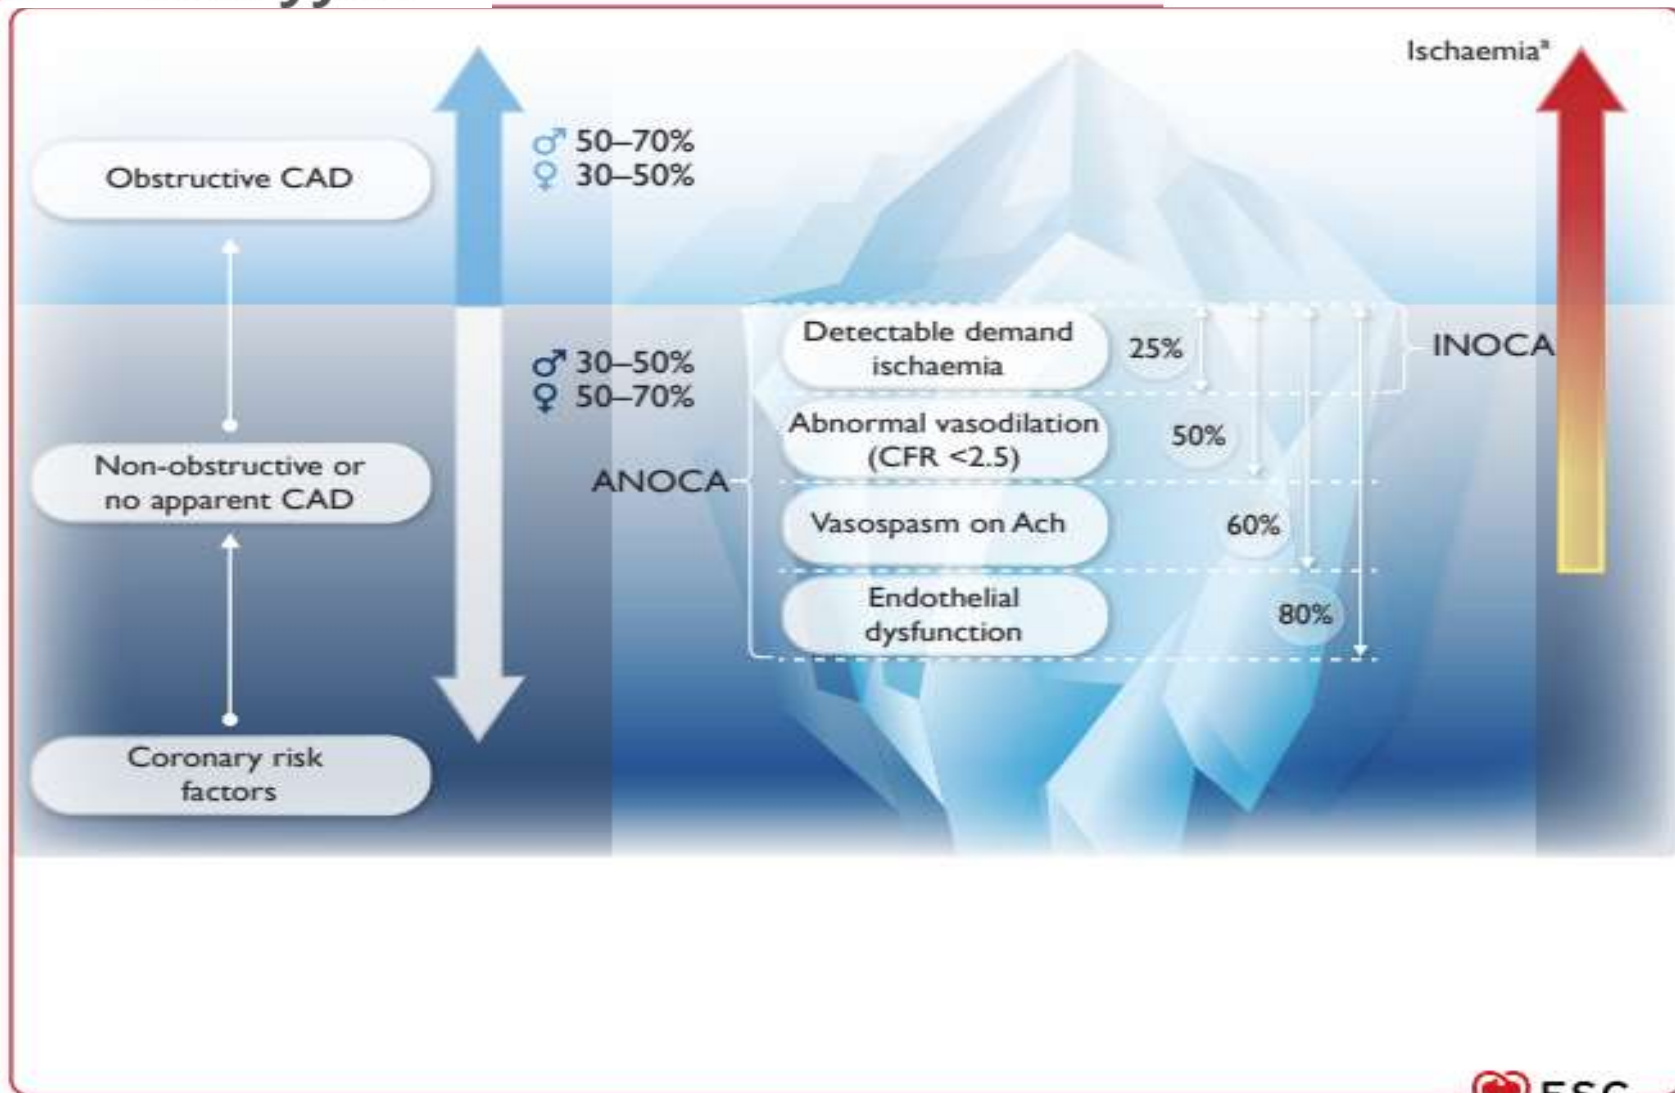 Ischaemiaª
♂ 50–70%
♀ 30–50%
Obstructive CAD
♂ 30–50%
♀ 50–70%
Detectable demand
ischaemia
25%
INOCA
Abnormal vasodilation
(CFR <2.5)
50%
Non-obstructive or
no apparent CAD
ANOCA
Vasospasm on Ach
60%
Endothelial
dysfunction
80%
Coronary risk
factors
ESC